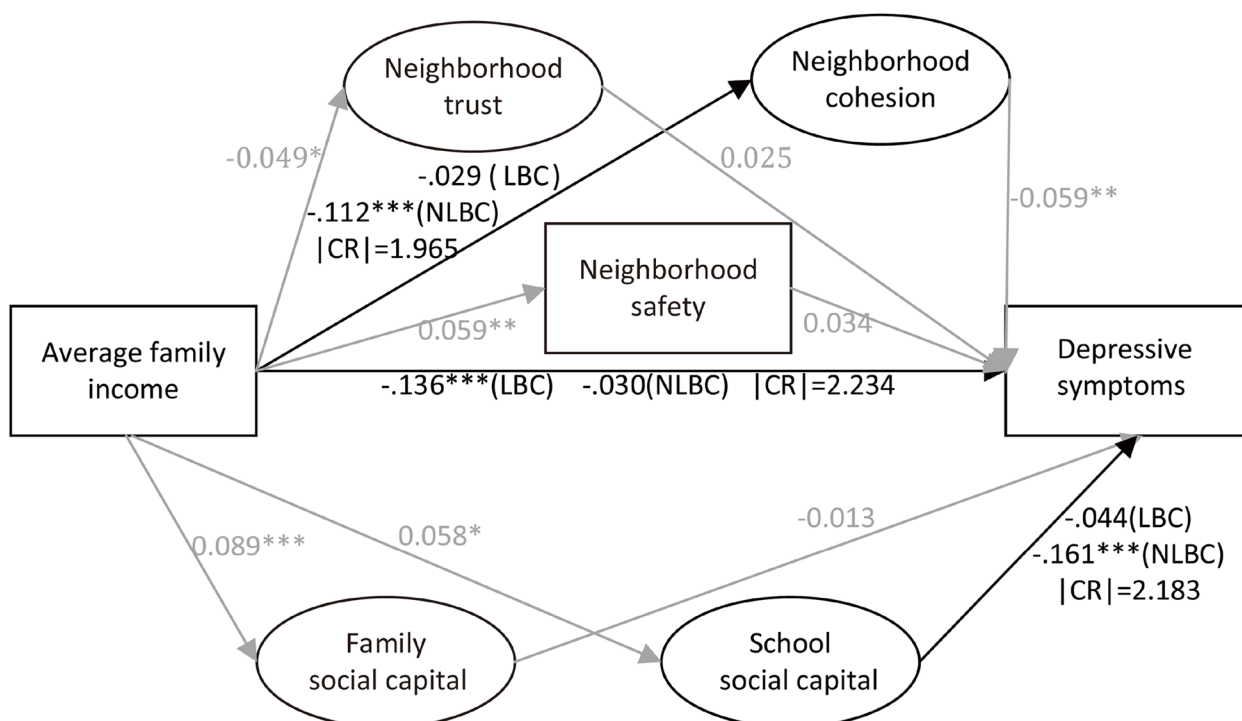 Neighborhood
trust
Neighborhood
cohesion
-0.049*
0.025
-.029 ( LBC)
-.112***(NLBC)
|CR|=1.965
-0.059**
Neighborhood
safety
0.059**
0.034
Average family
income
Depressive
symptoms
-.136***(LBC) -.030(NLBC) |CR|=2.234
0.089***
0.058*
-0.013
-.044(LBC)
-.161***(NLBC)
|CR|=2.183
Family
social capital
School
social capital